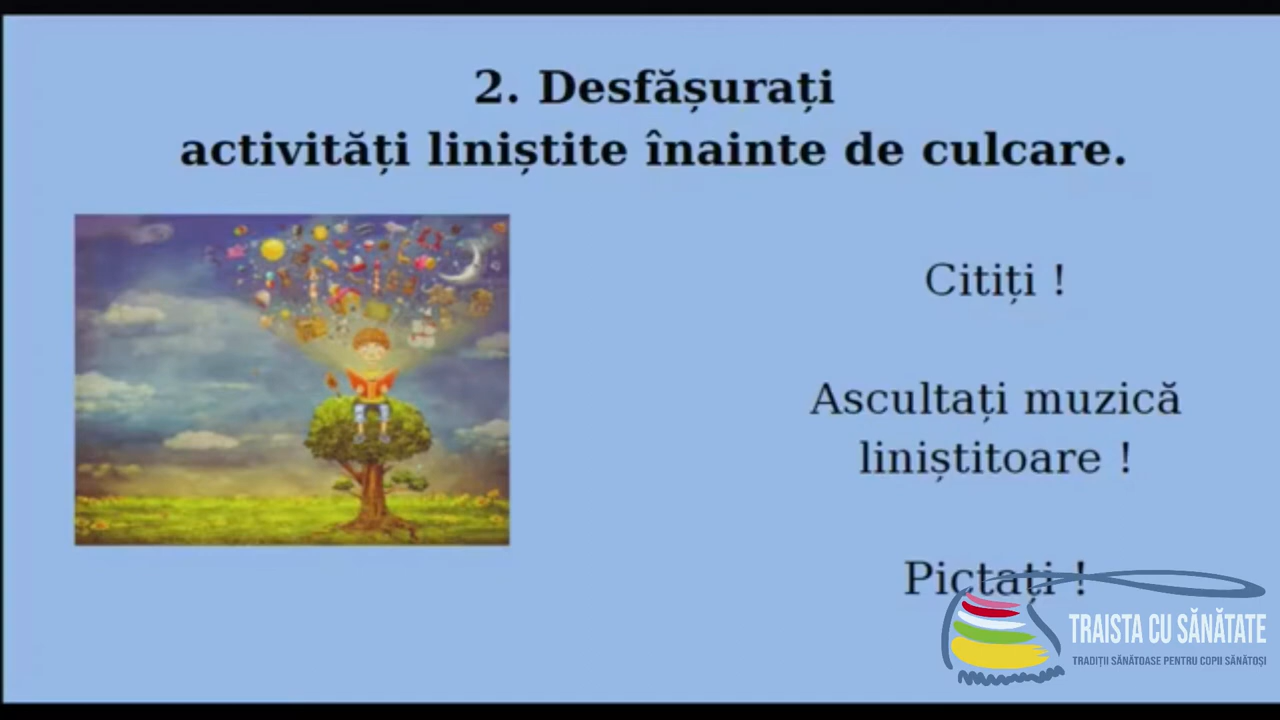 2. Desfășurați
activități liniștite înainte de culcare.
Citiți !
Ascultați muzică
liniștitoare !
Pictați !
TRAISTA CU SĂNĂTATE
TRADIȚII SĂNĂTOASE PENTRU COPII SĂNĂTOȘI